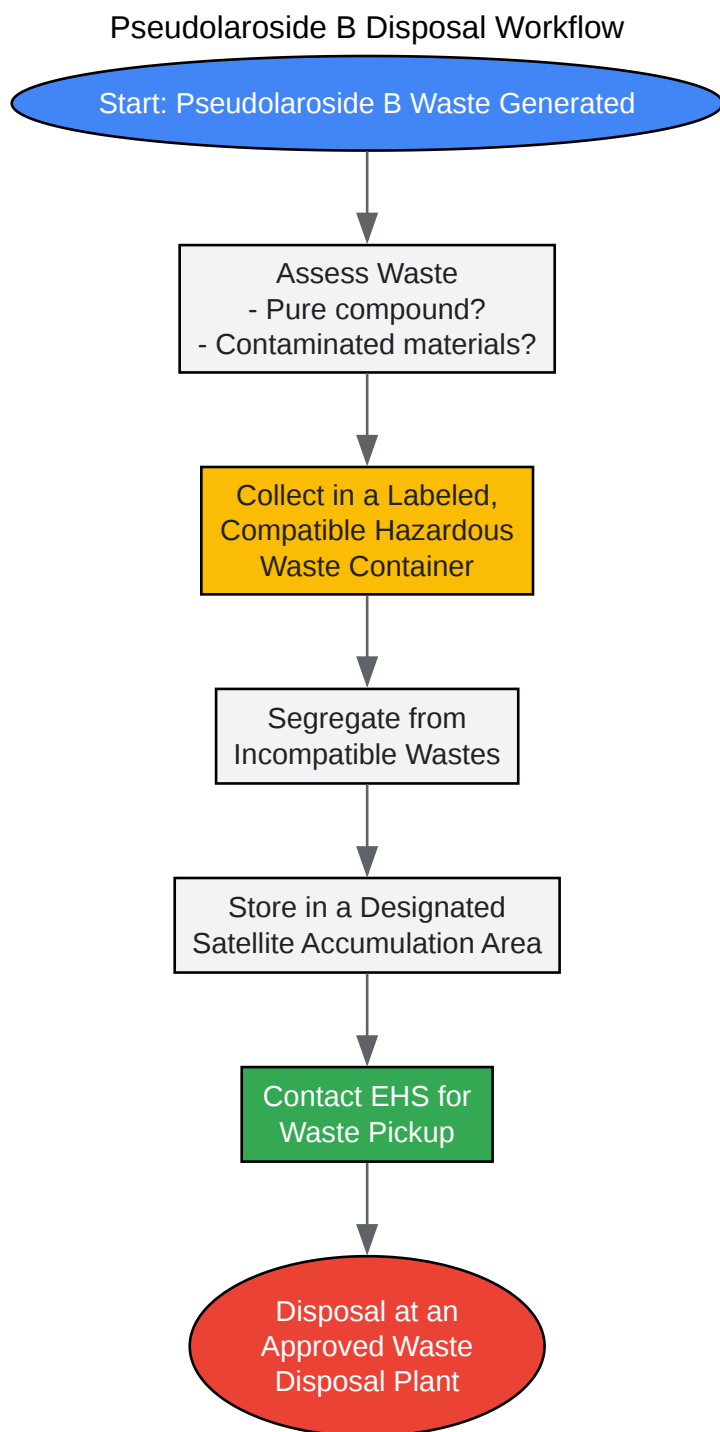 Pseudolaroside B Disposal Workflow
Start: Pseudolaroside B Waste Generated
Assess Waste
- Pure compound?
- Contaminated materials?
Collect in a Labeled,
Compatible Hazardous
Waste Container
Segregate from
Incompatible Wastes
Store in a Designated
Satellite Accumulation Area
Contact EHS for
Waste Pickup
Disposal at an
Approved Waste
Disposal Plant